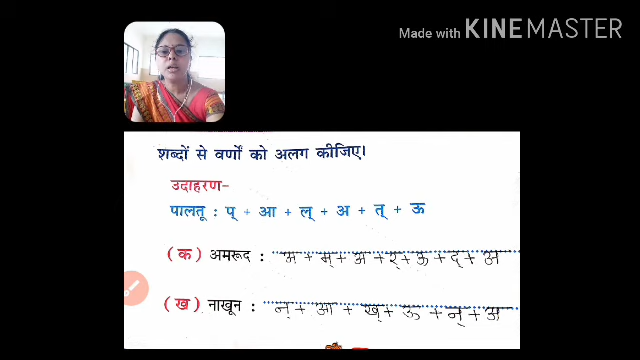 Made with KINEMASTER
शब्दों से वर्णों को अलग कीजिए।
उदाहरण-
पालतू : प् + आ + ल् + अ + त् + ऊ
( क ) अमरूद : अ + म् + अ + र् + ऊ + द् + अ
( ख ) नाखून : न् + आ + ख् + ऊ + न् + अ